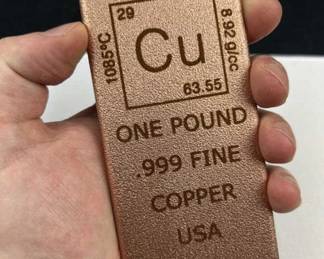 29
1085°C
Cu
8.92 g/cc
63.55
ONE POUND
.999 FINE
COPPER
USA